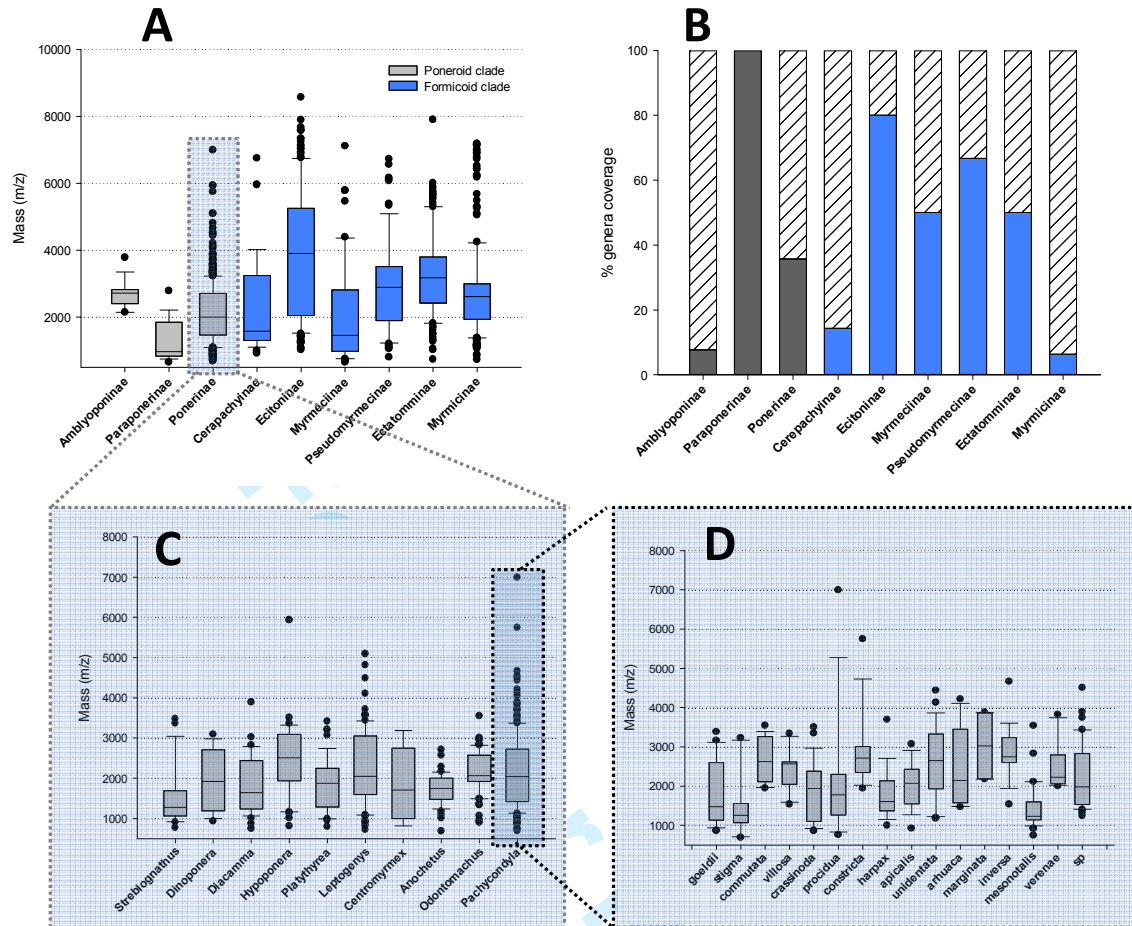 A
10000
8000
6000
4000
2000
Mass (m/z)
Poneroid clade
Formicoid clade
Amblyoponinae
Paraponerinae
Ponerinae
Cerapachyinae
Ecitoninae
Myrmeciinae
Pseudomyrmecinae
Ectatomminae
Myrmicinae
B
100
80
60
40
20
0
% genera coverage
Amblyoponinae
Paraponerinae
Ponerinae
Cerepachyinae
Ecitoninae
Myrmeciinae
Pseudomyrmecinae
Ectatomminae
Myrmicinae
C
8000
7000
6000
5000
4000
3000
2000
1000
Mass (m/z)
Streblognathus
Dinoponera
Diacamma
Hypoponera
Platythyrea
Leptogenys
Centromyrmex
Anochetus
Odontomachus
Pachycondyla
D
8000
7000
6000
5000
4000
3000
2000
1000
Mass (m/z)
goeldii
stigma
commutata
villosa
crassinoda
procidua
constricta
harpax
apicalis
unidentata
arhuaca
marginata
inversa
mesonotalis
verenae
sp